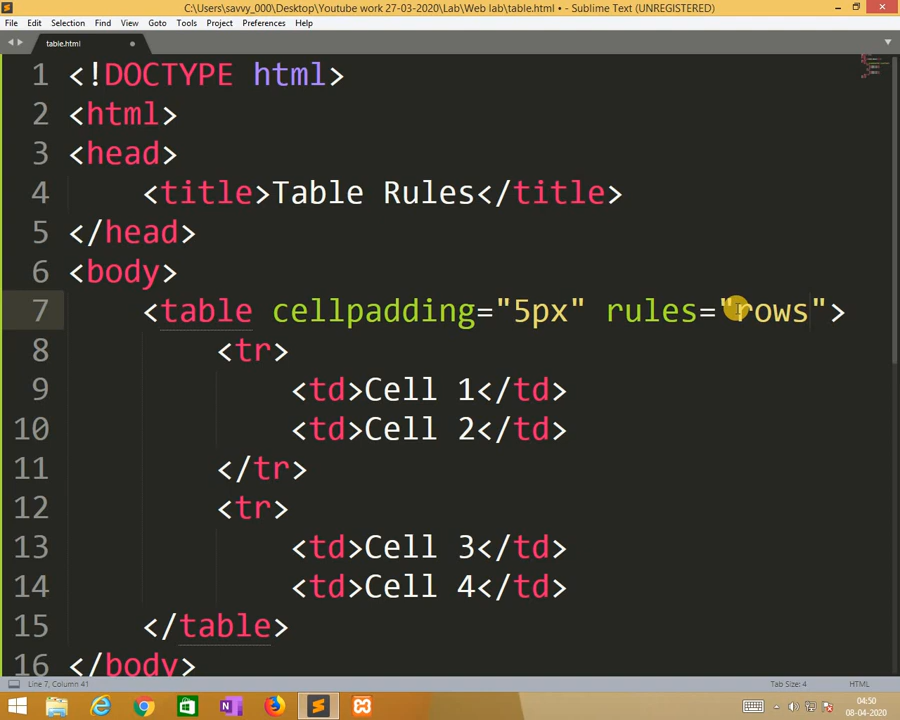 C:\Users\savvy_000\Desktop\Youtube work 27-03-2020\Lab\Web lab\table.html • - Sublime Text (UNREGISTERED)
File Edit Selection Find View Goto Tools Project Preferences Help
table.html
1 <!DOCTYPE html>
2 <html>
3 <head>
4 <title>Table Rules</title>
5 </head>
6 <body>
7 <table cellpadding="5px" rules="rows">
8 <tr>
9 <td>Cell 1</td>
10 <td>Cell 2</td>
11 </tr>
12 <tr>
13 <td>Cell 3</td>
14 <td>Cell 4</td>
15 </table>
16 </body>
Line 7, Column 41 Tab Size: 4 HTML
04:50
08-04-2020